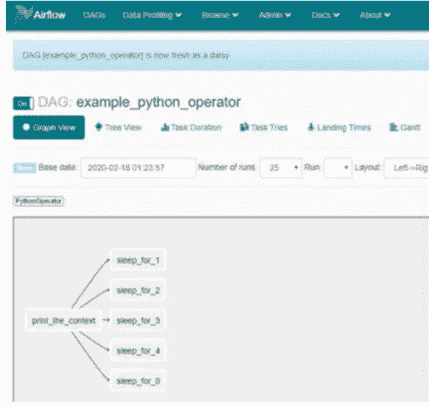 Airflow DAGs Data Profiling Browse Admin Docs About
DAG [example_python_operator] is now fresh as a daisy
On DAG: example_python_operator
Graph View Tree View Task Duration Task Tries Landing Times Gantt
Base date: 2020-02-18 01:23:57 Number of runs: 25 Run: Layout: Left->Rig
PythonOperator
sleep_for_1
sleep_for_2
print_the_context sleep_for_3
sleep_for_4
sleep_for_0